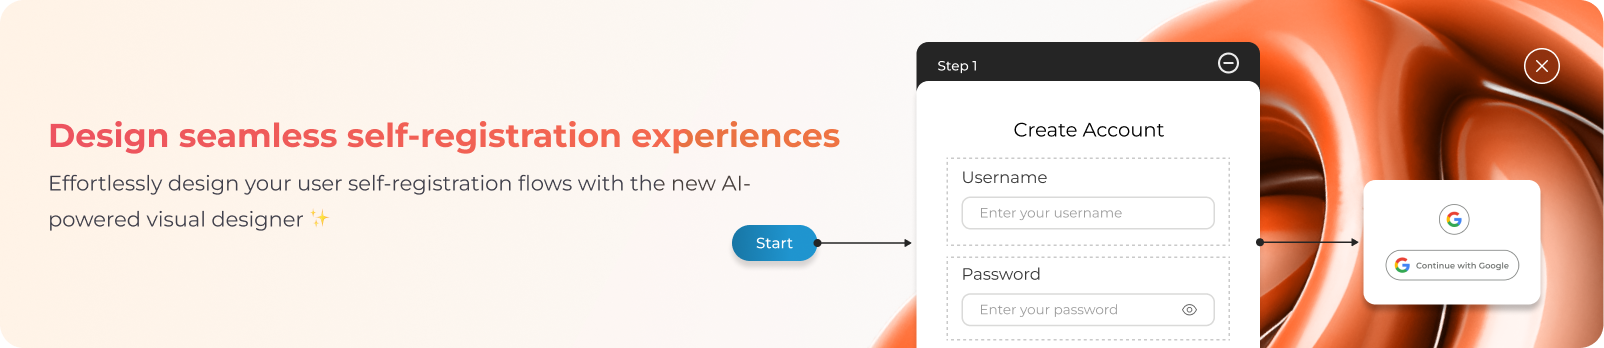 Design seamless self-registration experiences
Effortlessly design your user self-registration flows with the new AI-
powered visual designer ✨
Start
Step 1
Create Account
Username
Enter your username
Password
Enter your password
Continue with Google